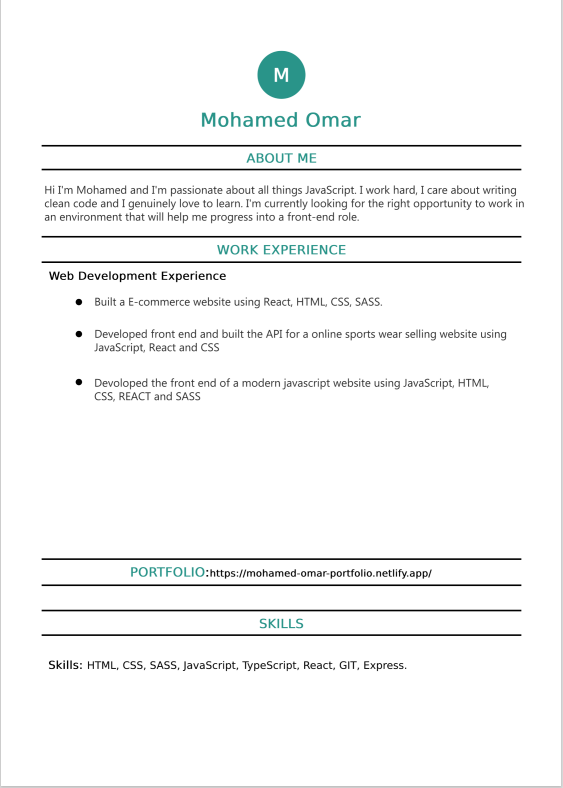 M
Mohamed Omar
ABOUT ME
Hi I'm Mohamed and I'm passionate about all things JavaScript. I work hard, I care about writing
clean code and I genuinely love to learn. I'm currently looking for the right opportunity to work in
an environment that will help me progress into a front-end role.
WORK EXPERIENCE
Web Development Experience
● Built a E-commerce website using React, HTML, CSS, SASS.
● Developed front end and built the API for a online sports wear selling website using
JavaScript, React and CSS
● Devoloped the front end of a modern javascript website using JavaScript, HTML,
CSS, REACT and SASS
PORTFOLIO:https://mohamed-omar-portfolio.netlify.app/
SKILLS
Skills: HTML, CSS, SASS, JavaScript, TypeScript, React, GIT, Express.